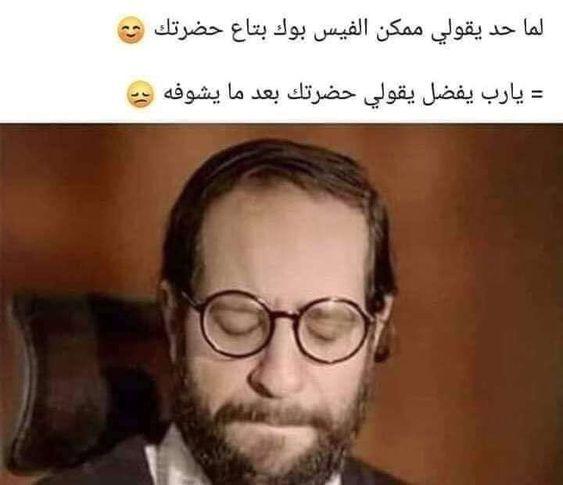 لما حد يقولي ممكن الفيس بوك بتاع حضرتك 😊
= يارب يفضل يقولي حضرتك بعد ما يشوفه 😞